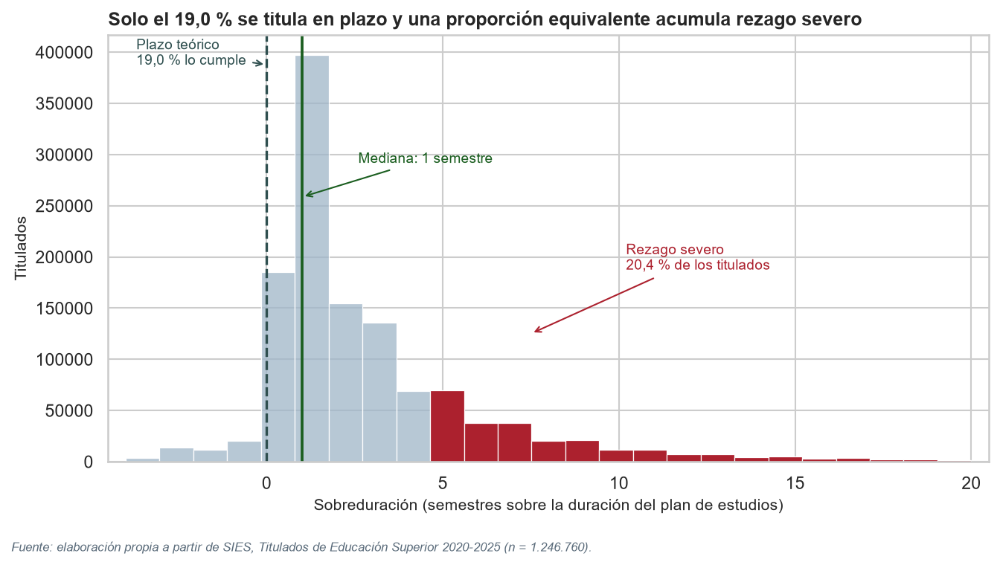 Solo el 19,0 % se titula en plazo y una proporción equivalente acumula rezago severo
Plazo teórico
19,0 % lo cumple
Mediana: 1 semestre
Rezago severo
20,4 % de los titulados
Titulados
400000
350000
300000
250000
200000
150000
100000
50000
0
0 5 10 15 20
Sobreduración (semestres sobre la duración del plan de estudios)
Fuente: elaboración propia a partir de SIES, Titulados de Educación Superior 2020-2025 (n = 1.246.760).